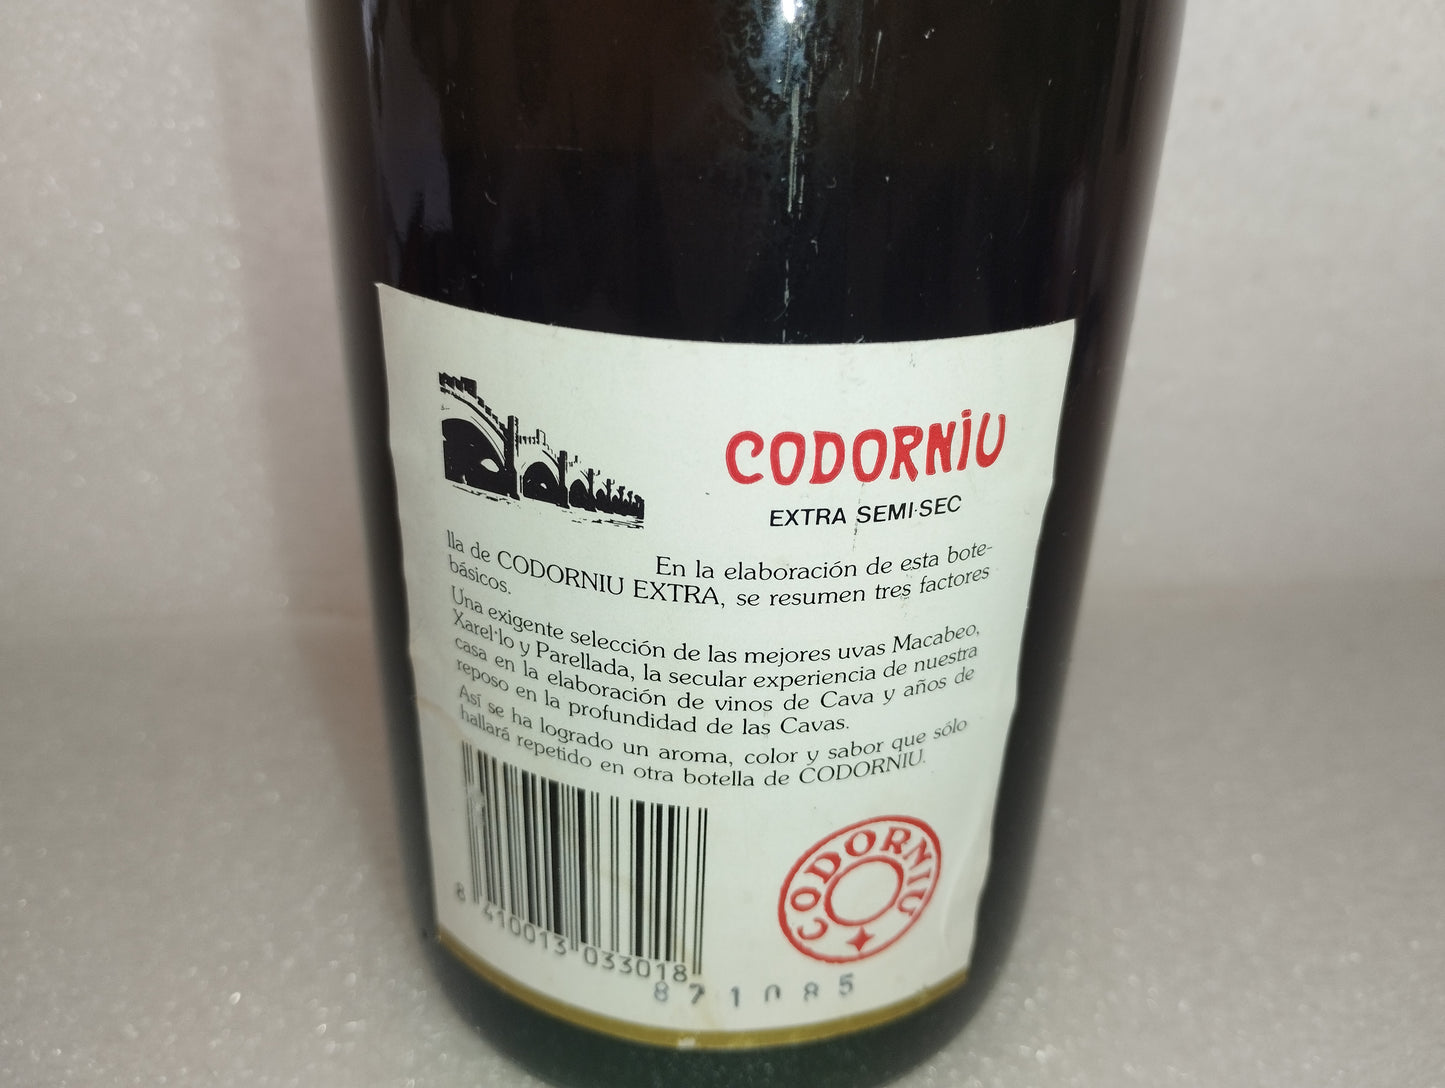 CODORNIU
EXTRA SEMI·SEC
En la elaboración de esta bote-
lla de CODORNIU EXTRA, se resumen tres factores
básicos.
Una exigente selección de las mejores uvas Macabeo,
Xarel·lo y Parellada, la secular experiencia de nuestra
casa en la elaboración de vinos de Cava y años de
reposo en la profundidad de las Cavas.
Así se ha logrado un aroma, color y sabor que sólo
hallará repetido en otra botella de CODORNIU.
CODORNIU
8 410013 033018
871085